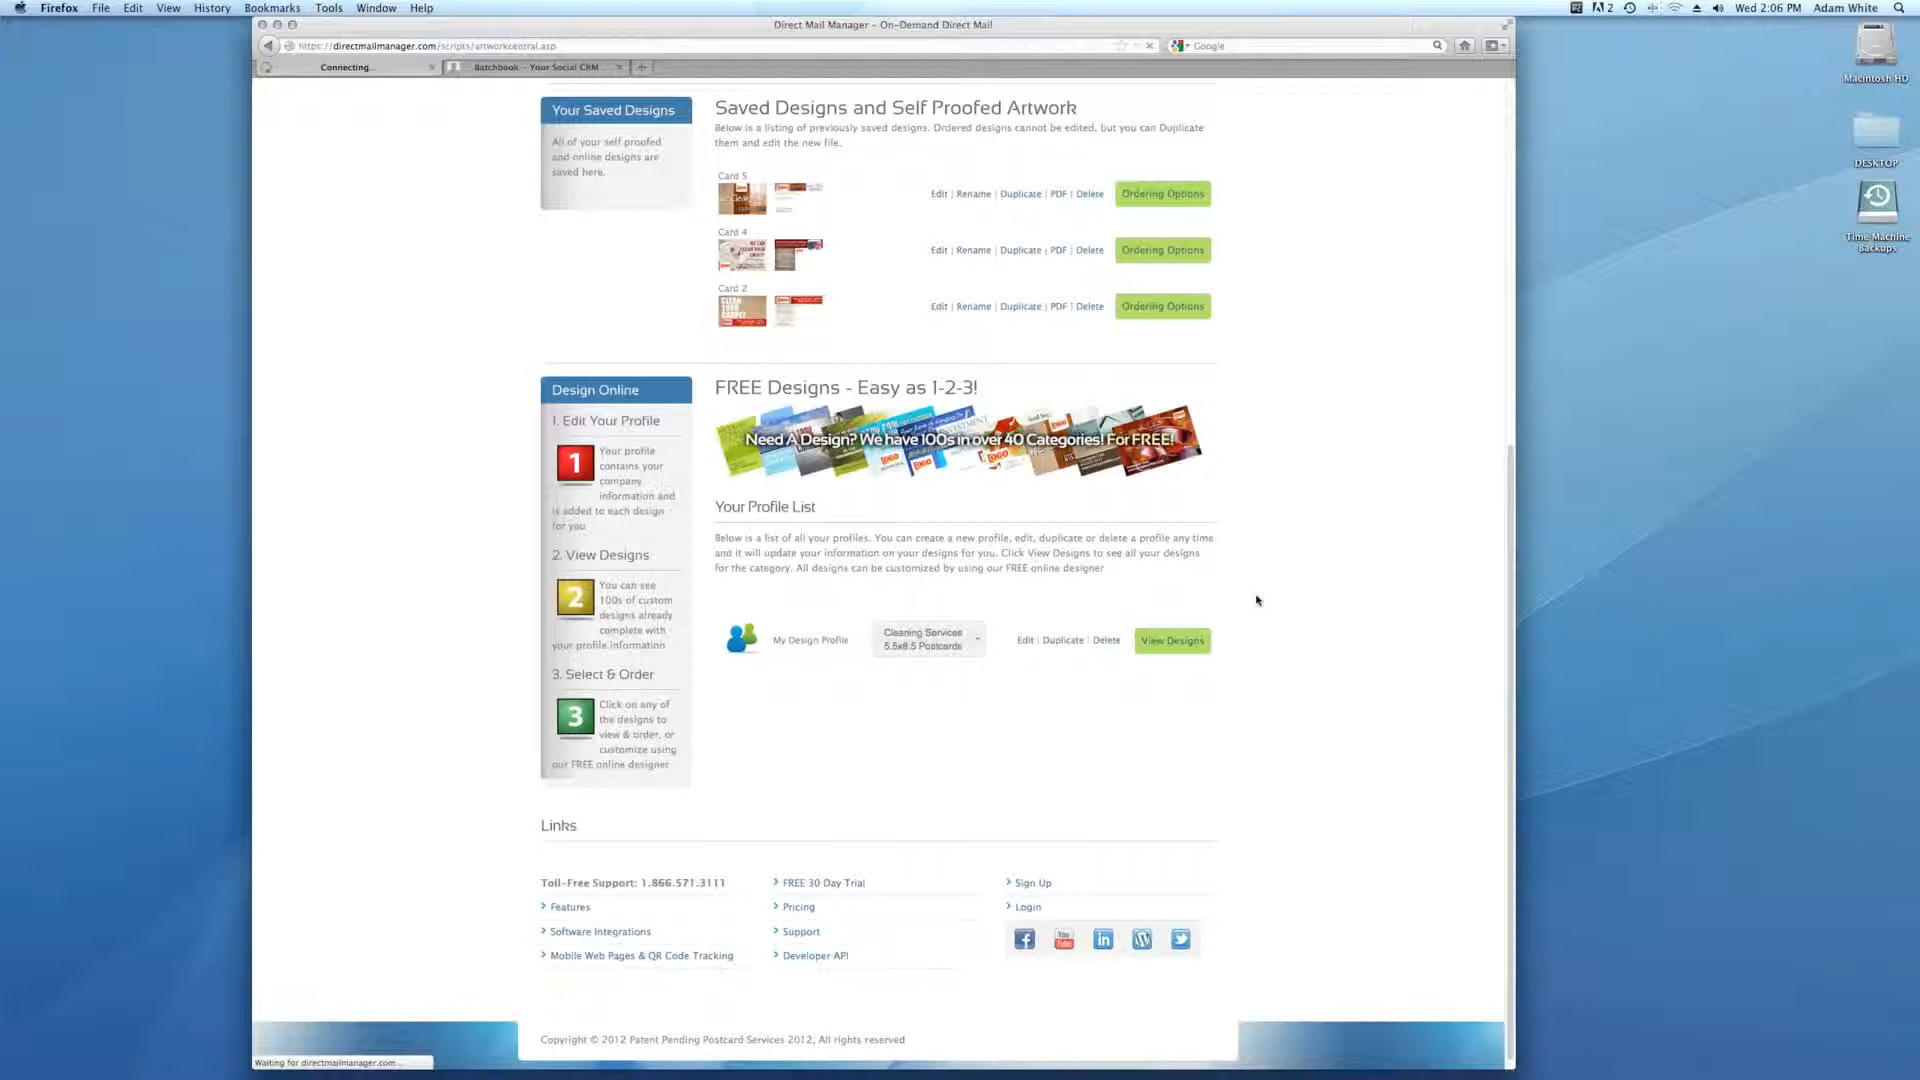 Firefox File Edit View History Bookmarks Tools Window Help
2 Wed 2:06 PM Adam White
Direct Mail Manager – On–Demand Direct Mail
https://directmailmanager.com/scripts/artworkcentral.asp
Google
Connecting...
Batchbook – Your Social CRM
Macintosh HD
DESKTOP
Time Machine
Backups
Your Saved Designs
All of your self proofed
and online designs are
saved here.
Saved Designs and Self Proofed Artwork
Below is a listing of previously saved designs. Ordered designs cannot be edited, but you can Duplicate
them and edit the new file.
Card 5
Edit | Rename | Duplicate | PDF | Delete
Ordering Options
Card 4
Edit | Rename | Duplicate | PDF | Delete
Ordering Options
Card 2
CLEAN
YOUR
CARPET
Edit | Rename | Duplicate | PDF | Delete
Ordering Options
Design Online
1. Edit Your Profile
1
Your profile
contains your
company
information and
is added to each design
for you
2. View Designs
2
You can see
100s of custom
designs already
complete with
your profile information
3. Select & Order
3
Click on any of
the designs to
view & order, or
customize using
our FREE online designer
FREE Designs - Easy as 1-2-3!
Need A Design? We have 100s in over 40 Categories! For FREE!
LOGO
LOGO
LOGO
Your Profile List
Below is a list of all your profiles. You can create a new profile, edit, duplicate or delete a profile any time
and it will update your information on your designs for you. Click View Designs to see all your designs
for the category. All designs can be customized by using our FREE online designer
My Design Profile
Cleaning Services
5.5x8.5 Postcards
Edit | Duplicate | Delete
View Designs
Links
Toll-Free Support: 1.866.571.3111
Features
Software Integrations
Mobile Web Pages & QR Code Tracking
FREE 30 Day Trial
Pricing
Support
Developer API
Sign Up
Login
You
Tube
in
Copyright © 2012 Patent Pending Postcard Services 2012, All rights reserved
Waiting for directmailmanager.com...